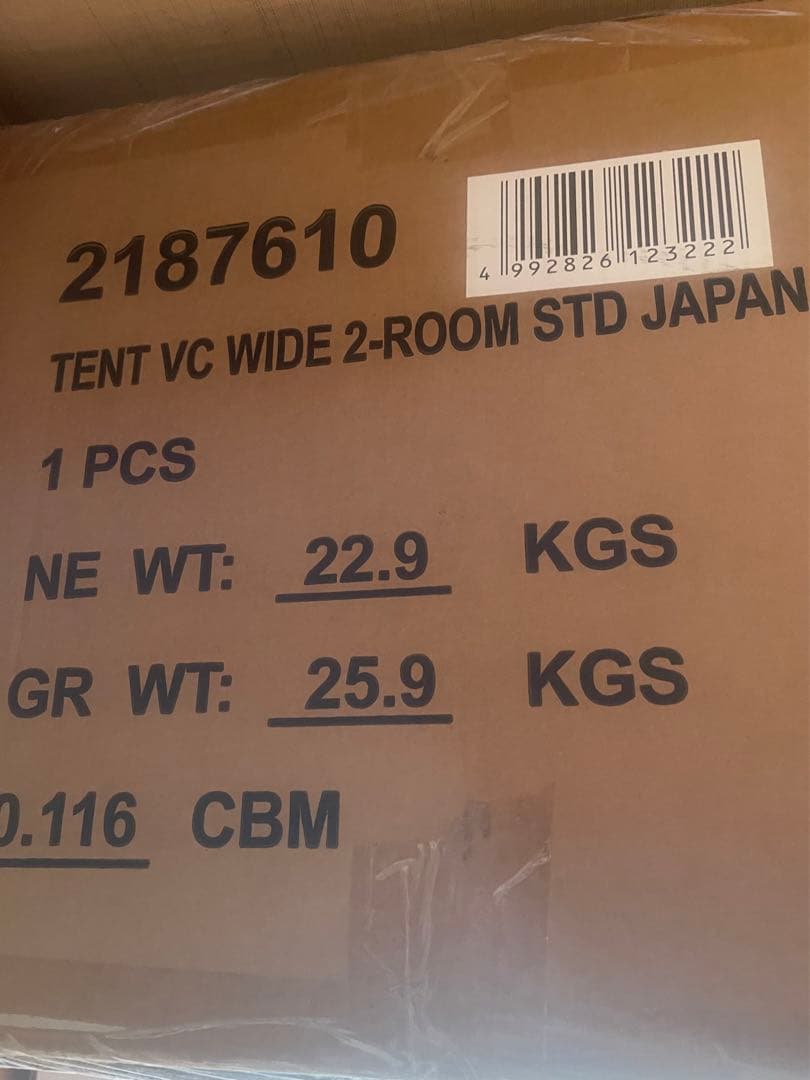 2187610
4 992826 123222
TENT VC WIDE 2-ROOM STD JAPAN
1 PCS
NE WT: 22.9 KGS
GR WT: 25.9 KGS
0.116 CBM